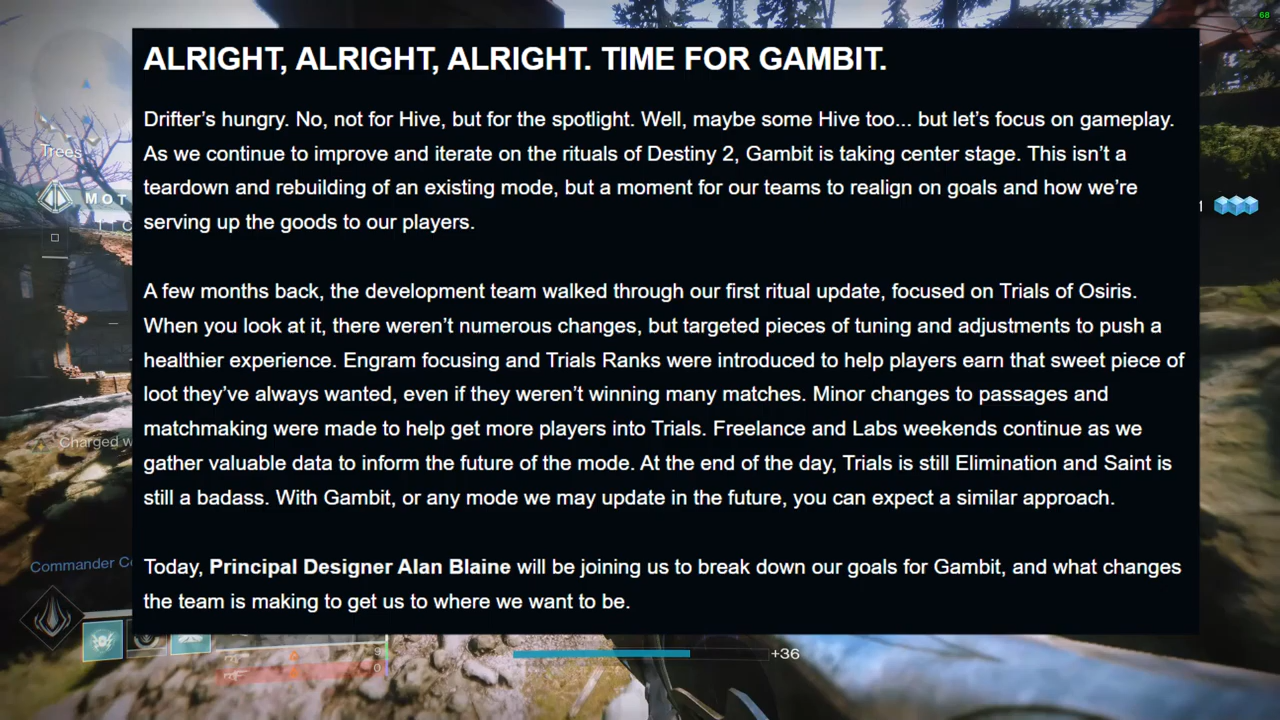 68
ALRIGHT, ALRIGHT, ALRIGHT. TIME FOR GAMBIT.
Drifter’s hungry. No, not for Hive, but for the spotlight. Well, maybe some Hive too... but let’s focus on gameplay.
As we continue to improve and iterate on the rituals of Destiny 2, Gambit is taking center stage. This isn’t a
teardown and rebuilding of an existing mode, but a moment for our teams to realign on goals and how we’re
serving up the goods to our players.
A few months back, the development team walked through our first ritual update, focused on Trials of Osiris.
When you look at it, there weren’t numerous changes, but targeted pieces of tuning and adjustments to push a
healthier experience. Engram focusing and Trials Ranks were introduced to help players earn that sweet piece of
loot they’ve always wanted, even if they weren’t winning many matches. Minor changes to passages and
matchmaking were made to help get more players into Trials. Freelance and Labs weekends continue as we
gather valuable data to inform the future of the mode. At the end of the day, Trials is still Elimination and Saint is
still a badass. With Gambit, or any mode we may update in the future, you can expect a similar approach.
Today, Principal Designer Alan Blaine will be joining us to break down our goals for Gambit, and what changes
the team is making to get us to where we want to be.
Trees
MOT
1
Charged w
Commander Co
9
0
+36